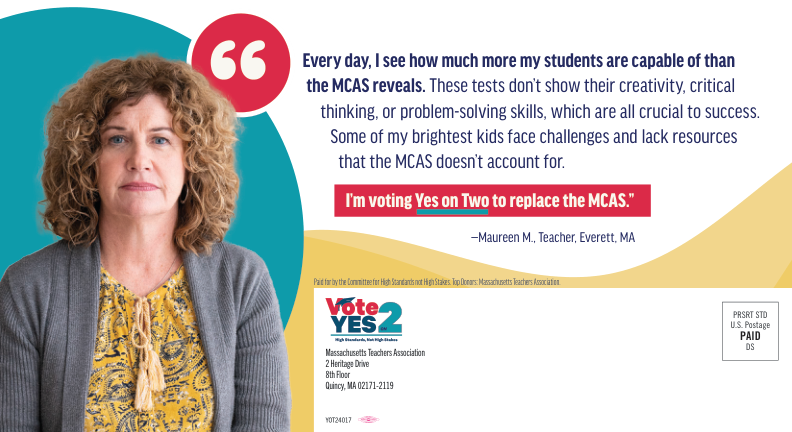 “
Every day, I see how much more my students are capable of than
the MCAS reveals. These tests don't show their creativity, critical
thinking, or problem-solving skills, which are all crucial to success.
Some of my brightest kids face challenges and lack resources
that the MCAS doesn't account for.
I'm voting Yes on Two to replace the MCAS.”
—Maureen M., Teacher, Everett, MA
Paid for by the Committee for High Standards not High Stakes. Top Donors: Massachusetts Teachers Association
Vote
YES ON 2
High Standards, Not High Stakes
Massachusetts Teachers Association
2 Heritage Drive
8th Floor
Quincy, MA 02171-2119
YOT24017
PRSRT STD
U.S. Postage
PAID
DS